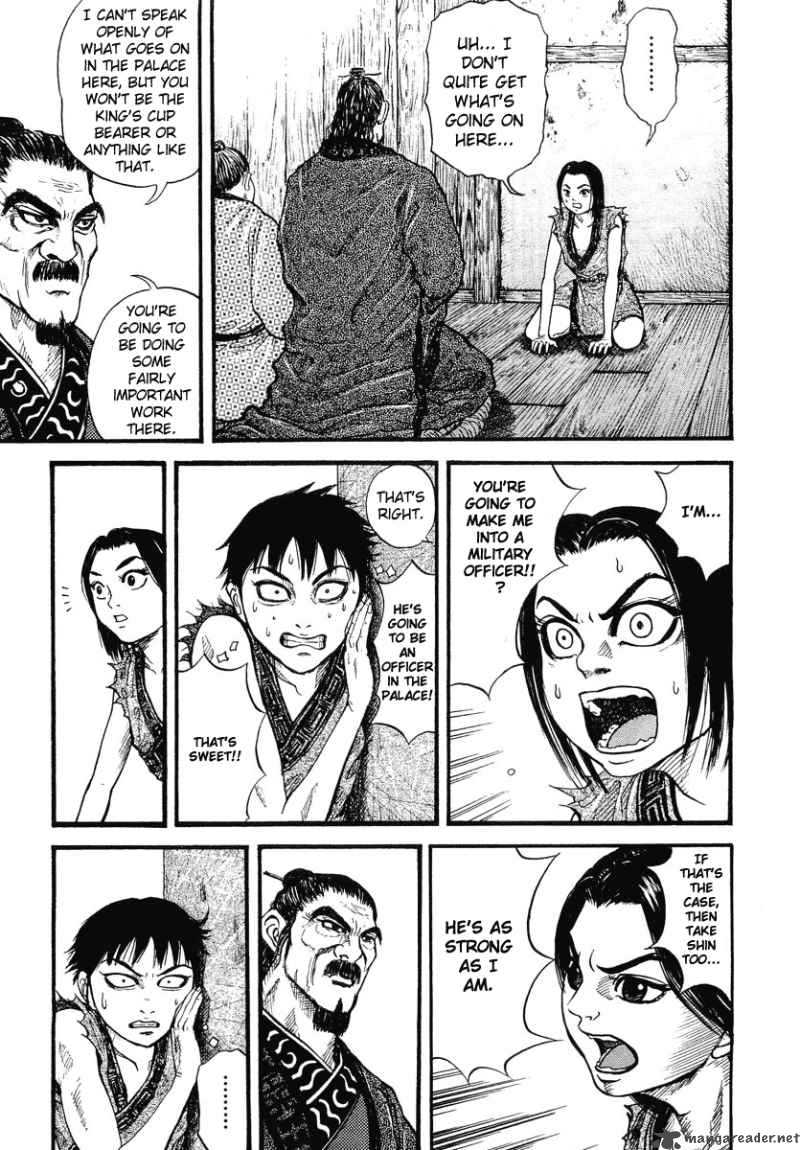 ........
UH... I
DON'T
QUITE GET
WHAT'S
GOING ON
HERE...
I
CAN'T SPEAK
OPENLY OF
WHAT GOES ON
IN THE PALACE
HERE, BUT YOU
WON'T BE THE
KING'S CUP
BEARER OR
ANYTHING LIKE
THAT.
YOU'RE
GOING TO
BE DOING
SOME
FAIRLY
IMPORTANT
WORK
THERE.
I'M...
YOU'RE
GOING TO
MAKE ME
INTO A
MILITARY
OFFICER!!
?
THAT'S
RIGHT.
HE'S
GOING
TO BE
AN
OFFICER
IN THE
PALACE!
THAT'S
SWEET!!
IF
THAT'S
THE
CASE,
THEN
TAKE
SHIN
TOO...
HE'S AS
STRONG
AS I
AM.
........
mangareader.net